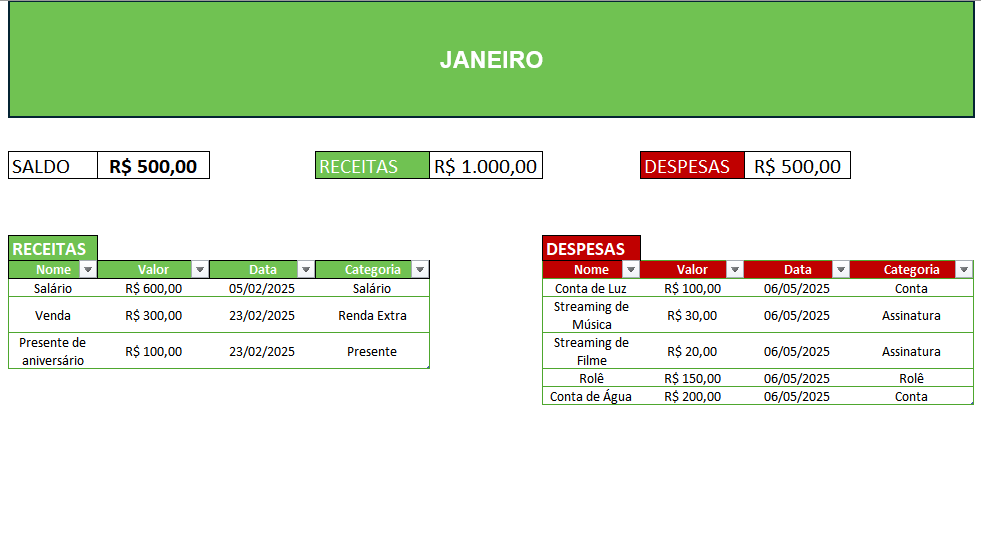 JANEIRO
SALDO R$ 500,00 RECEITAS R$ 1.000,00 DESPESAS R$ 500,00
RECEITAS
Nome Valor Data Categoria
Salário R$ 600,00 05/02/2025 Salário
Venda R$ 300,00 23/02/2025 Renda Extra
Presente de
aniversário R$ 100,00 23/02/2025 Presente
DESPESAS
Nome Valor Data Categoria
Conta de Luz R$ 100,00 06/05/2025 Conta
Streaming de
Música R$ 30,00 06/05/2025 Assinatura
Streaming de
Filme R$ 20,00 06/05/2025 Assinatura
Rolê R$ 150,00 06/05/2025 Rolê
Conta de Água R$ 200,00 06/05/2025 Conta